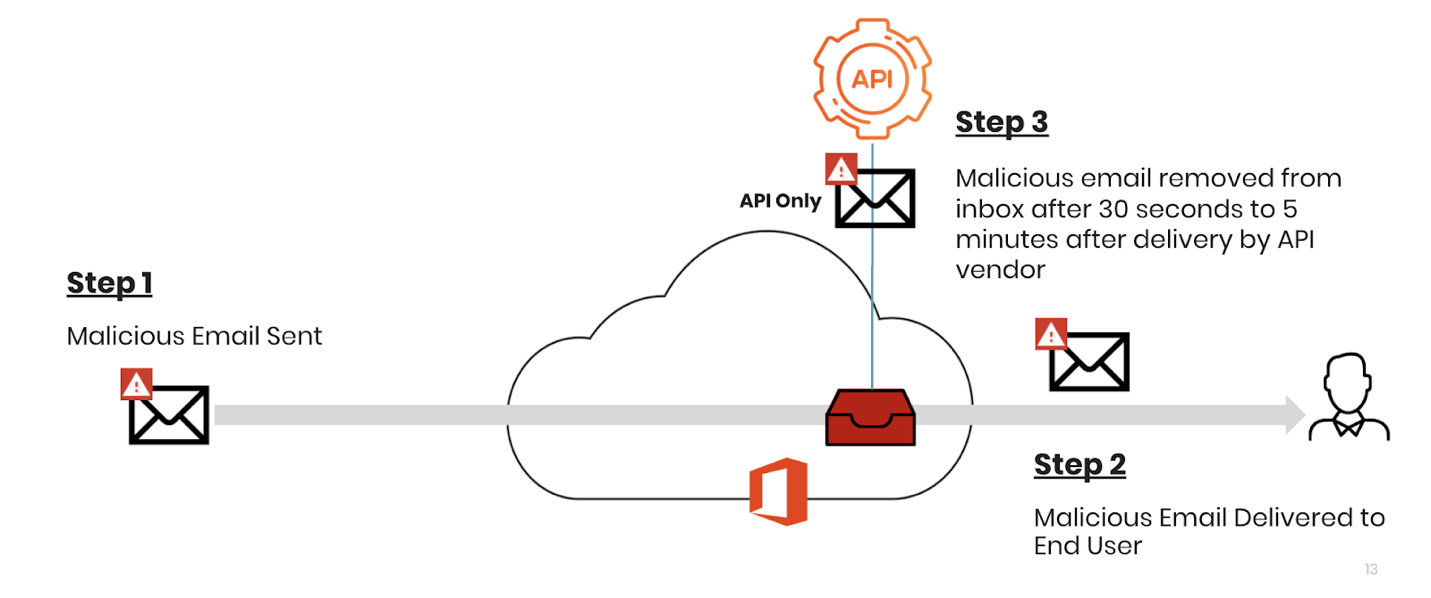 API
Step 3
Malicious email removed from
inbox after 30 seconds to 5
minutes after delivery by API
vendor
API Only
Step 1
Malicious Email Sent
Step 2
Malicious Email Delivered to
End User
13